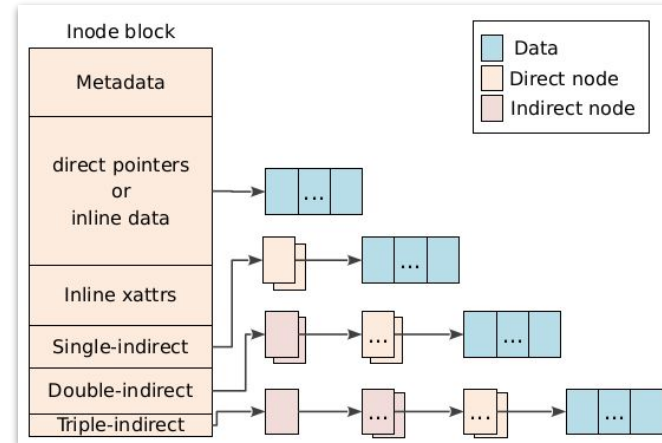 Inode block
Metadata
direct pointers
or
inline data
Inline xattrs
Single-indirect
Double-indirect
Triple-indirect
Data
Direct node
Indirect node
...
...
...
...
...
...
...